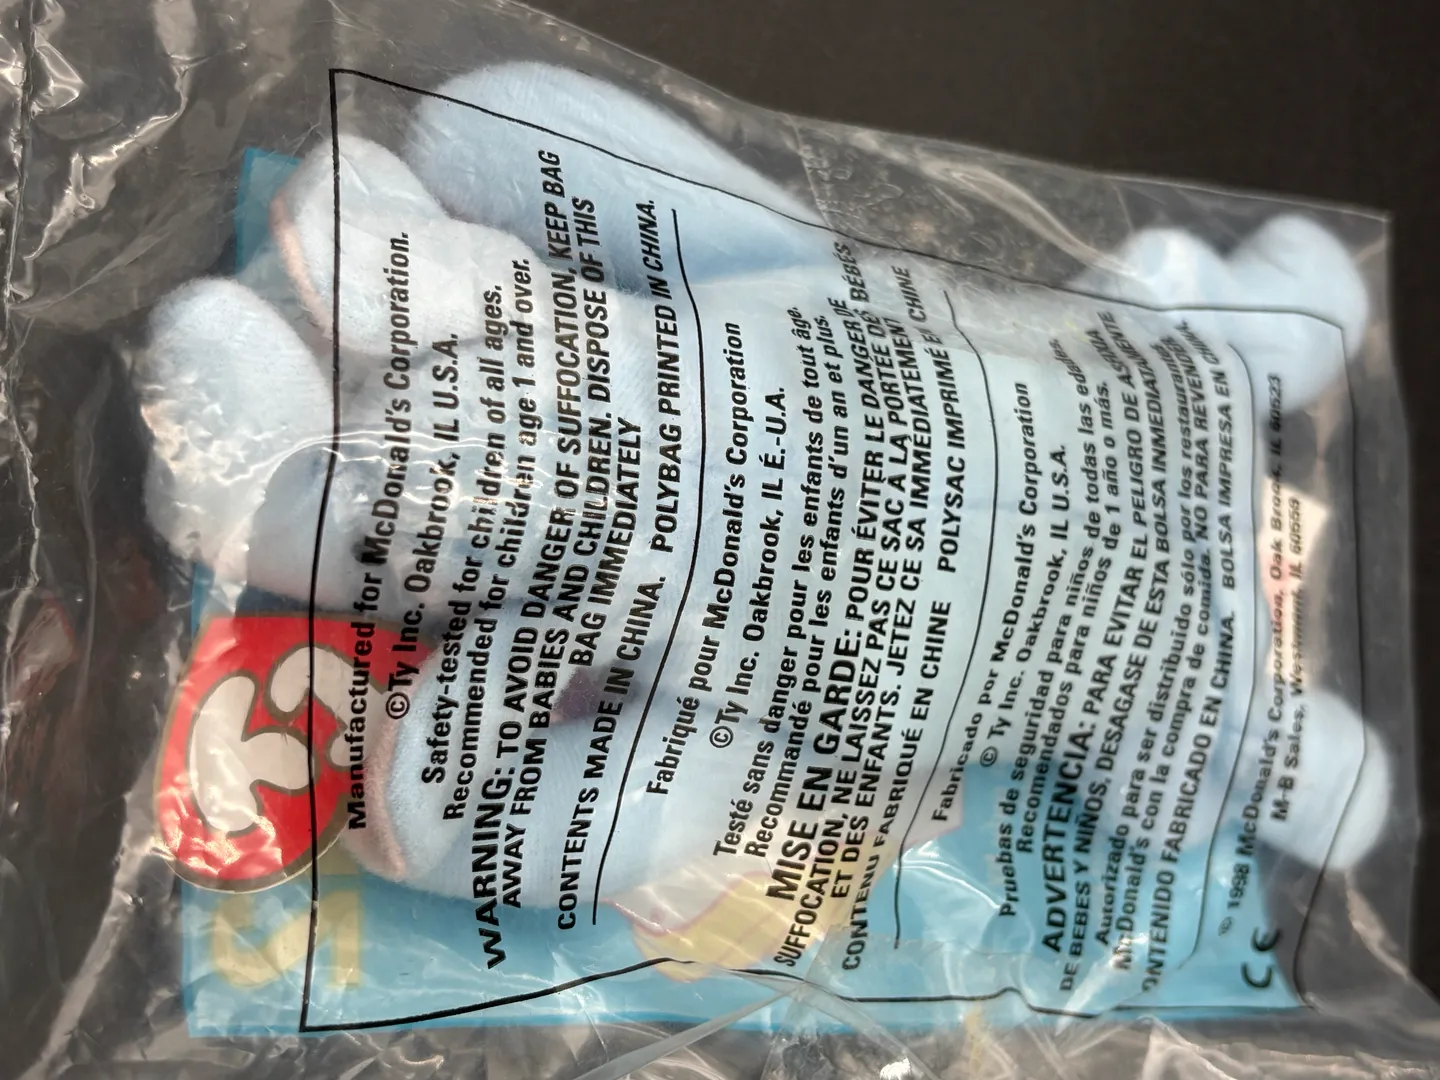 Manufactured for McDonald's Corporation.
©Ty Inc. Oakbrook, IL U.S.A.
Safety-tested for children of all ages.
Recommended for children age 1 and over.
WARNING: TO AVOID DANGER OF SUFFOCATION, KEEP BAG
AWAY FROM BABIES AND CHILDREN. DISPOSE OF THIS
BAG IMMEDIATELY
CONTENTS MADE IN CHINA. POLYBAG PRINTED IN CHINA.
Fabriqué pour McDonald's Corporation
©Ty Inc. Oakbrook, IL É.-U.A.
Testé sans danger pour les enfants de tout âge.
Recommandé pour les enfants d'un an et plus.
MISE EN GARDE: POUR ÉVITER LE DANGER DE
SUFFOCATION, NE LAISSEZ PAS CE SAC À LA PORTÉE DES BÉBÉS
ET DES ENFANTS. JETEZ CE SA IMMEDIATEMENT
CONTENU FABRIQUÉ EN CHINE POLYSAC IMPRIMÉ EN CHINE
Fabricado por McDonald's Corporation
© Ty Inc. Oakbrook, IL U.S.A.
Pruebas de seguridad para niños de todas las edades.
Recomendados para niños de 1 año o más.
ADVERTENCIA: PARA EVITAR EL PELIGRO DE
DE BEBES Y NIÑOS, DESAGASE DE ESTA BOLSA INMEDIATAMENTE
Autorizado para ser distribuido sólo por los restaurantes
McDonald's con la compra de comida. NO PARA REVENDER.
CONTENIDO FABRICADO EN CHINA. BOLSA IMPRESA EN CHINA.
© 1998 McDonald's Corporation, Oak Brook, IL 60523
M-B Sales, Westmont, IL 60559
CE
ty